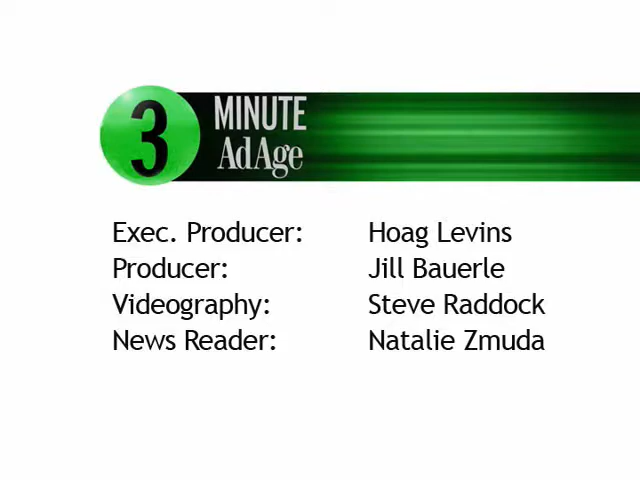 3 MINUTE
AdAge
Exec. Producer: Hoag Levins
Producer: Jill Bauerle
Videography: Steve Raddock
News Reader: Natalie Zmuda